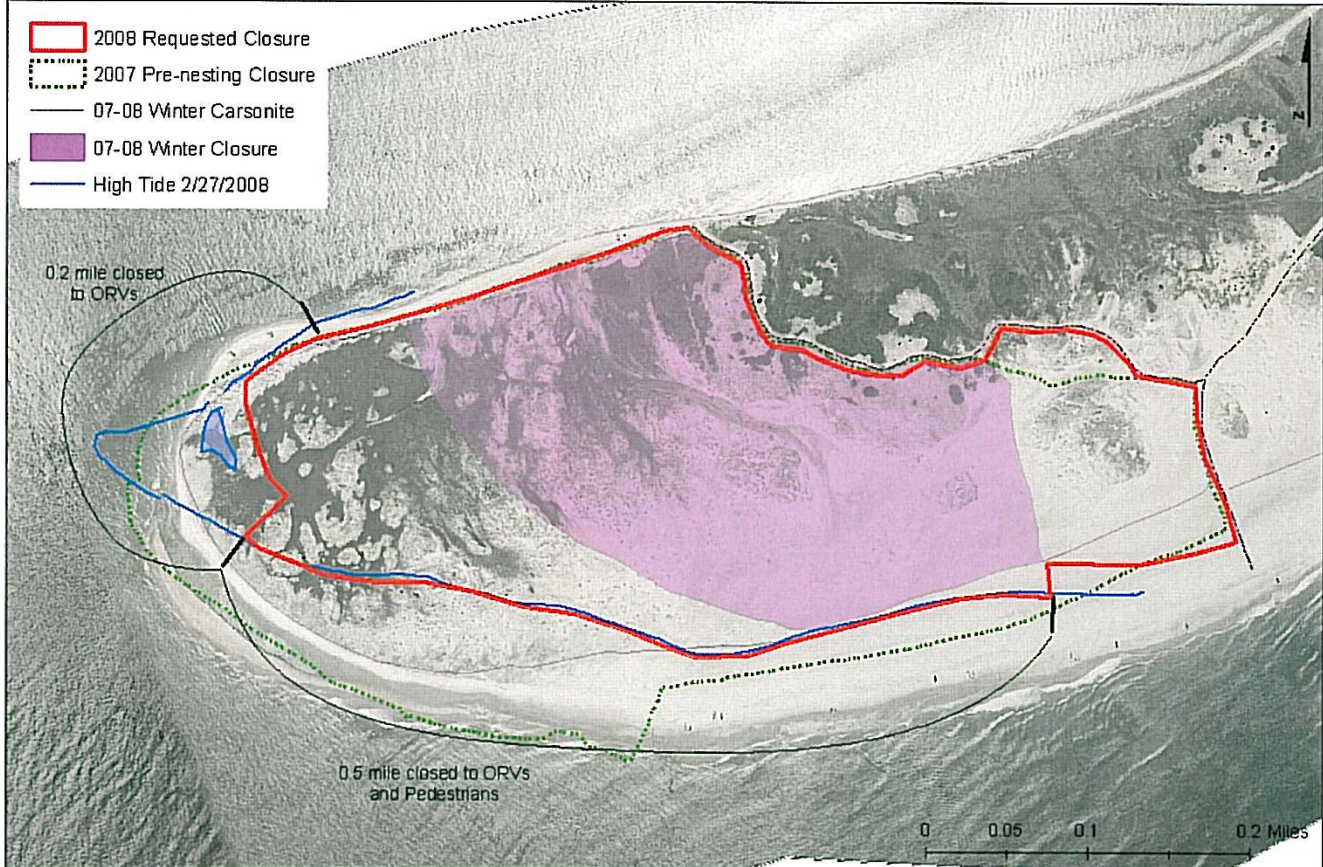 2008 Requested Closure
2007 Pre-nesting Closure
07-08 Winter Carsonite
07-08 Winter Closure
High Tide 2/27/2008
N
0.2 mile closed
to ORVs
0.5 mile closed to ORVs
and Pedestrians
0 0.05 0.1 0.2 Miles